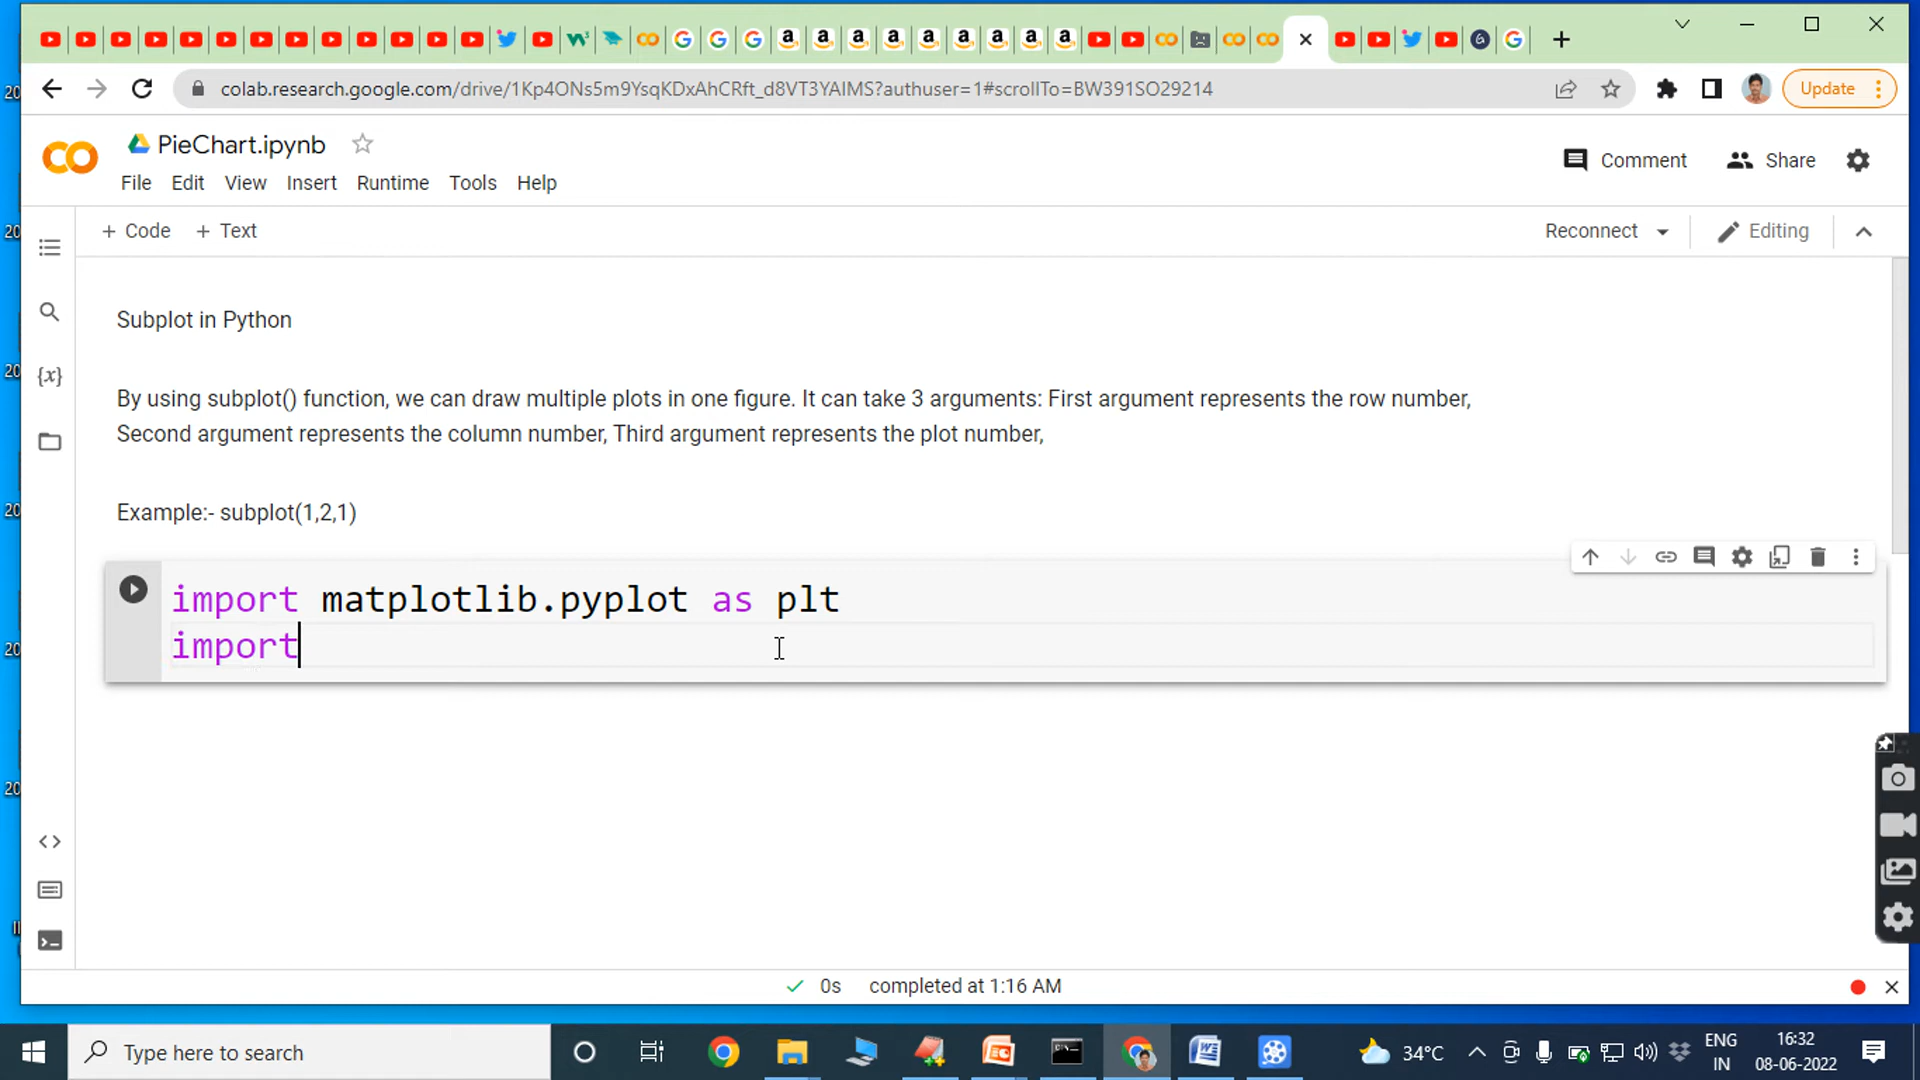 colab.research.google.com/drive/1Kp4ONs5m9YsqKDxAhCRft_d8VT3YAlMS?authuser=1#scrollTo=BW391SO29214
Update
PieChart.ipynb
File Edit View Insert Runtime Tools Help
Comment
Share
+ Code + Text
Reconnect
Editing
Subplot in Python
By using subplot() function, we can draw multiple plots in one figure. It can take 3 arguments: First argument represents the row number,
Second argument represents the column number, Third argument represents the plot number,
Example:- subplot(1,2,1)
import matplotlib.pyplot as plt
import
0s completed at 1:16 AM
Type here to search
34°C
ENG
IN
16:32
08-06-2022